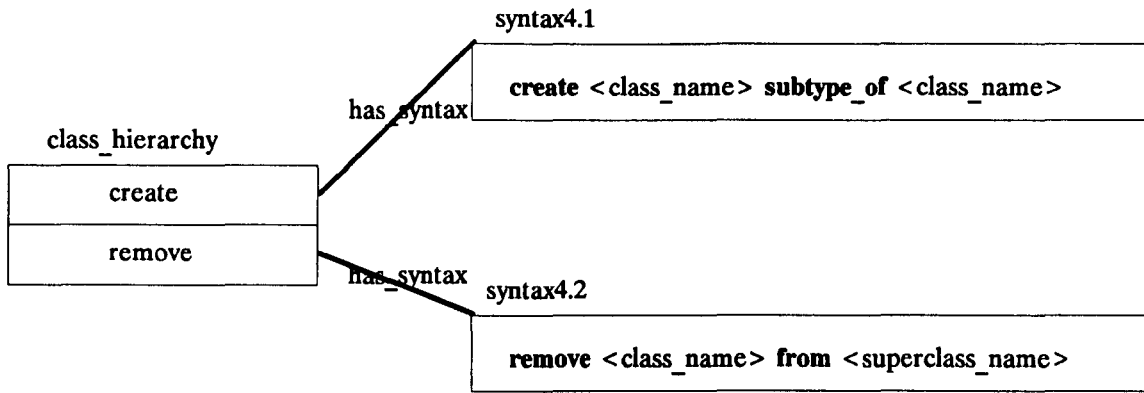 syntax4.1
create <class_name> subtype_of <class_name>
has_syntax
class_hierarchy
create
remove
has_syntax
syntax4.2
remove <class_name> from <superclass_name>